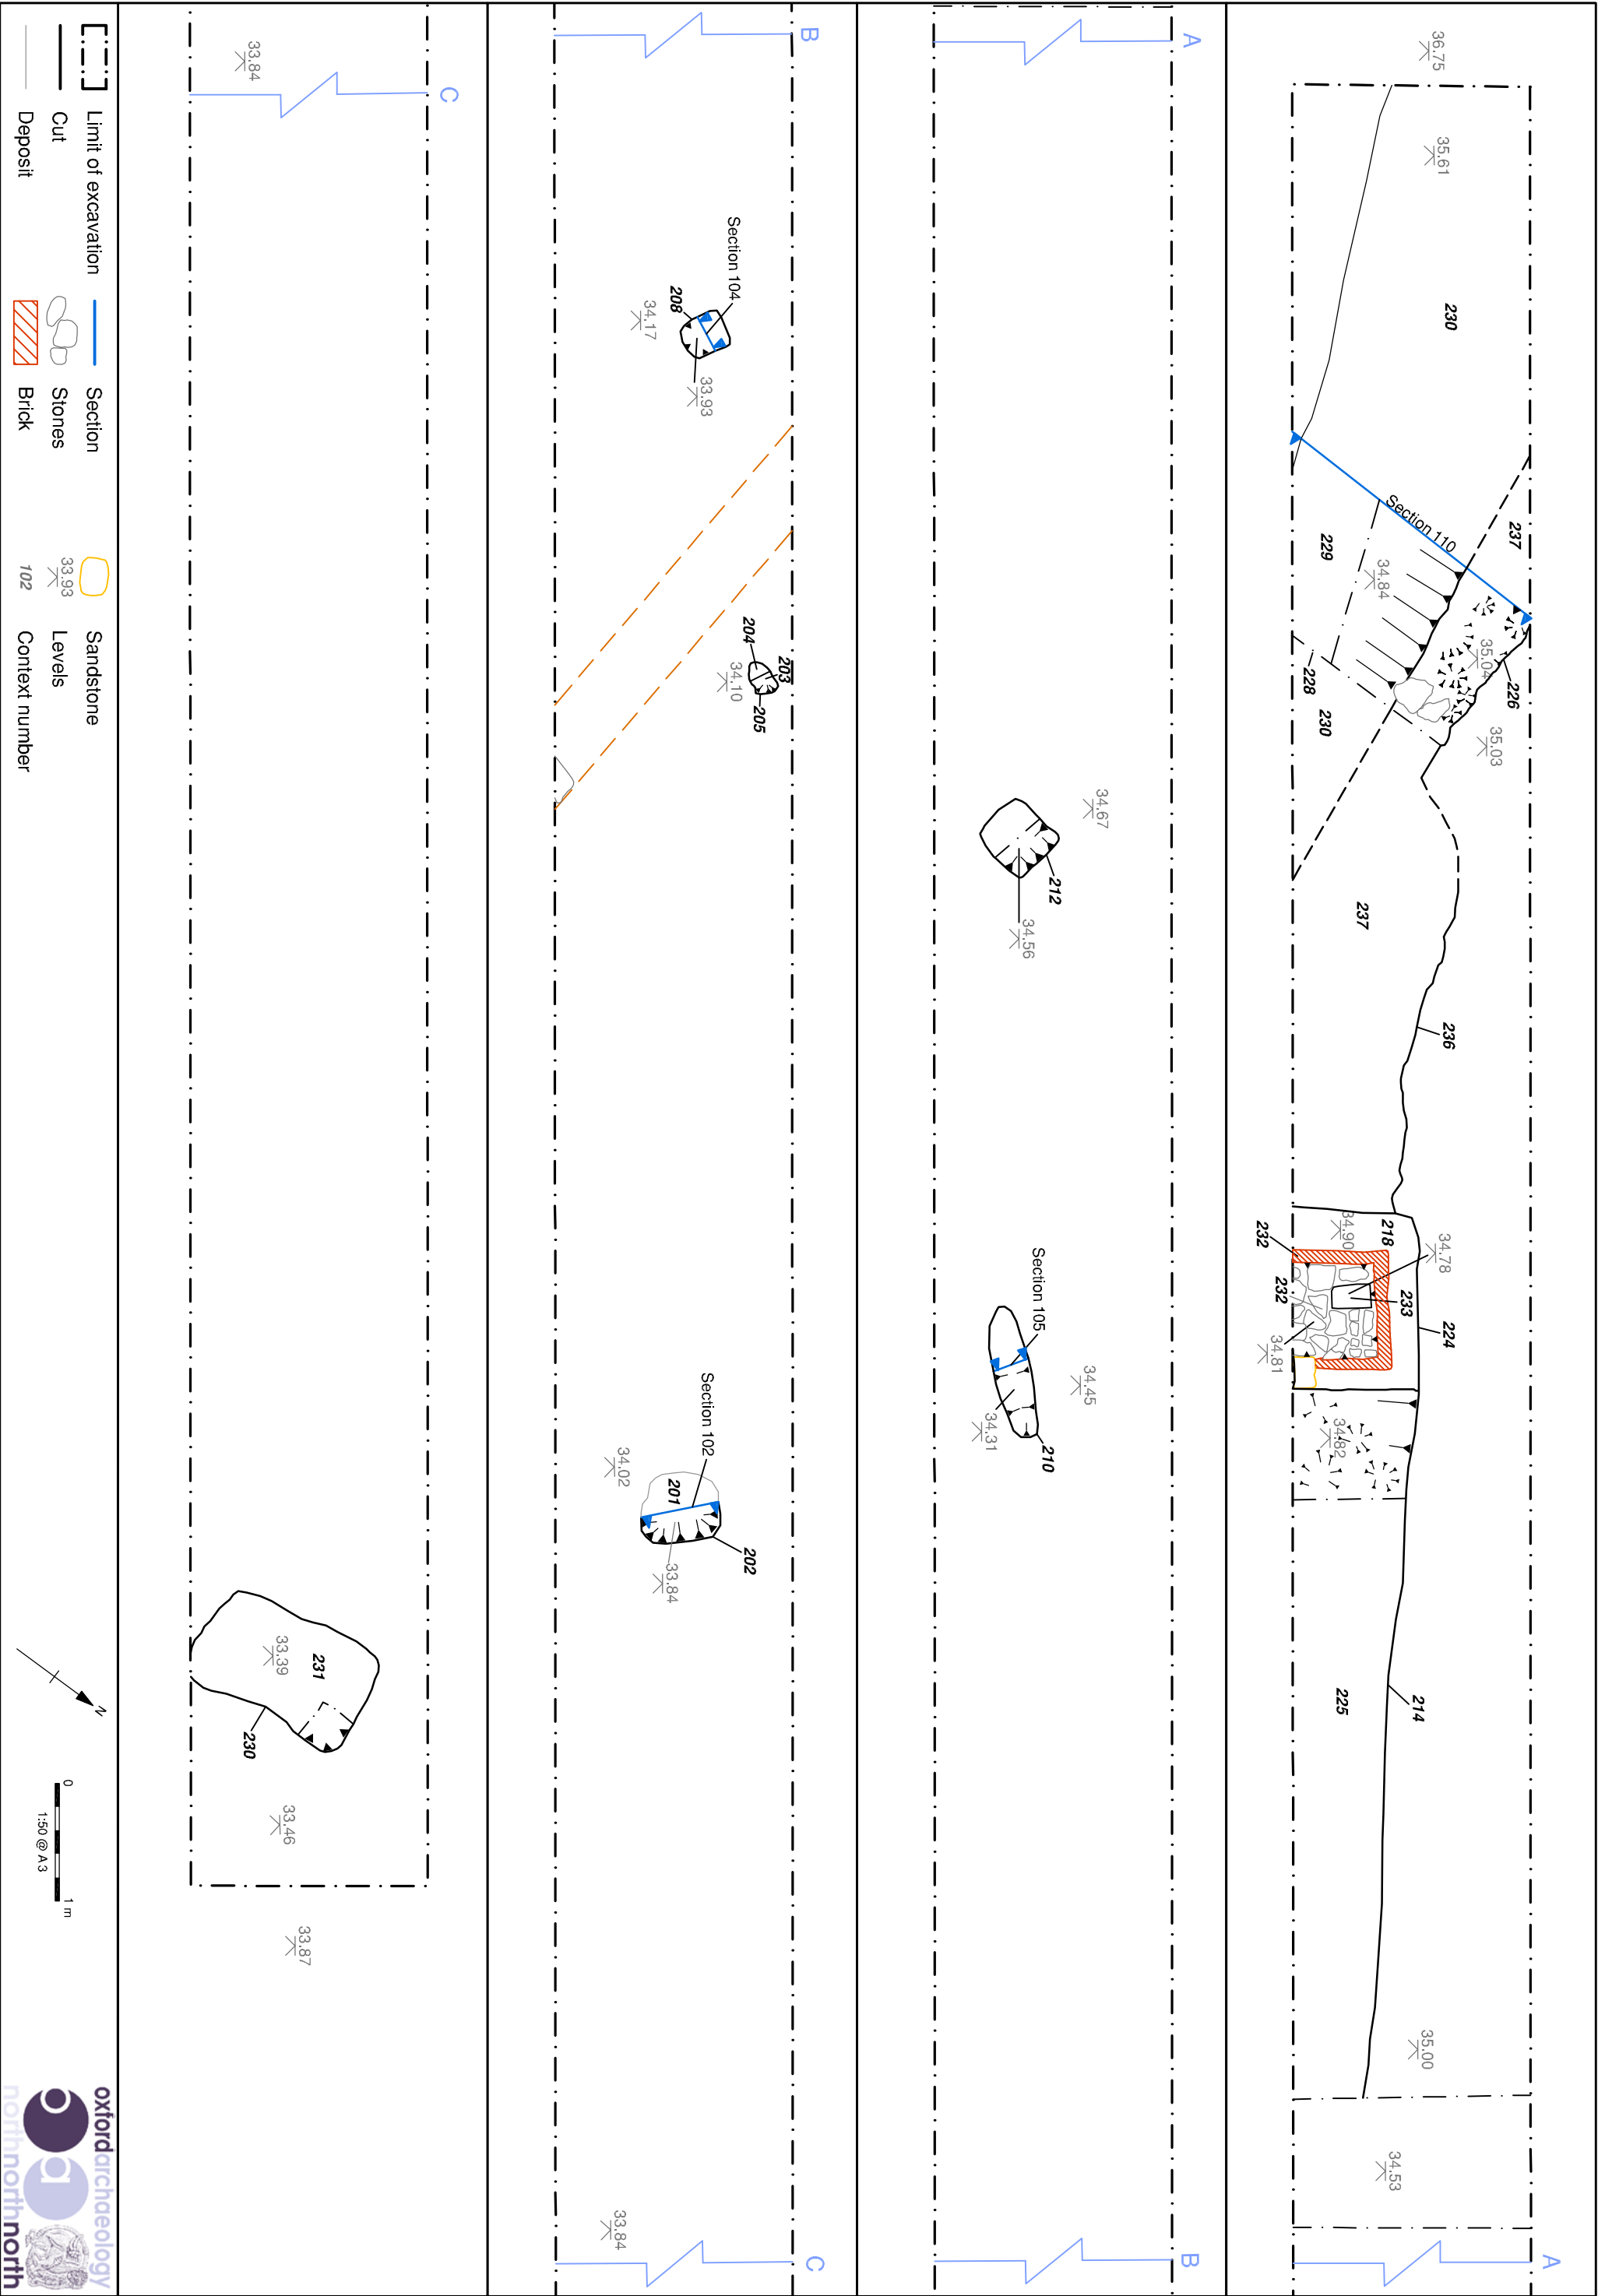 36.75
35.61
230
237
Section 110
229
34.84
35.04
226
228
230
35.03
237
236
34.90
218
34.78
232
233
232
224
34.81
34.82
225
214
35.00
34.53
A
A
34.67
212
34.56
Section 105
34.45
34.31
210
B
B
Section 104
208
34.17
33.93
204
203
34.10
205
Section 102
34.02
201
202
33.84
33.84
C
C
33.84
33.39
231
230
33.46
33.87
Limit of excavation
Cut
Deposit
Section
Stones
Brick
Sandstone
33.93 Levels
102 Context number
N
0 1 m
1:50 @ A3
oxfordarchaeology
northnorthnorth